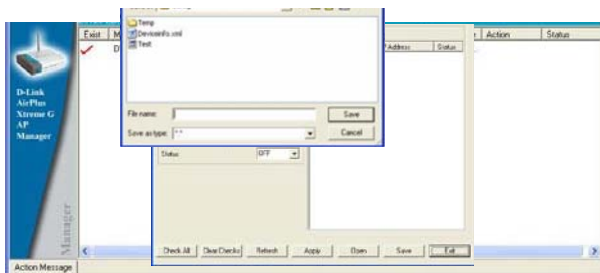 Temp
Deviceinfo.xml
Test
File name:
Save
Save as type: *.*
Cancel
Exist
Action Status
Address Status
D-Link
AirPlus
Xtreme G
AP
Manager
Manager
Status OFF
Check All Clear Checks Refresh Apply Open Save Exit
Action Message